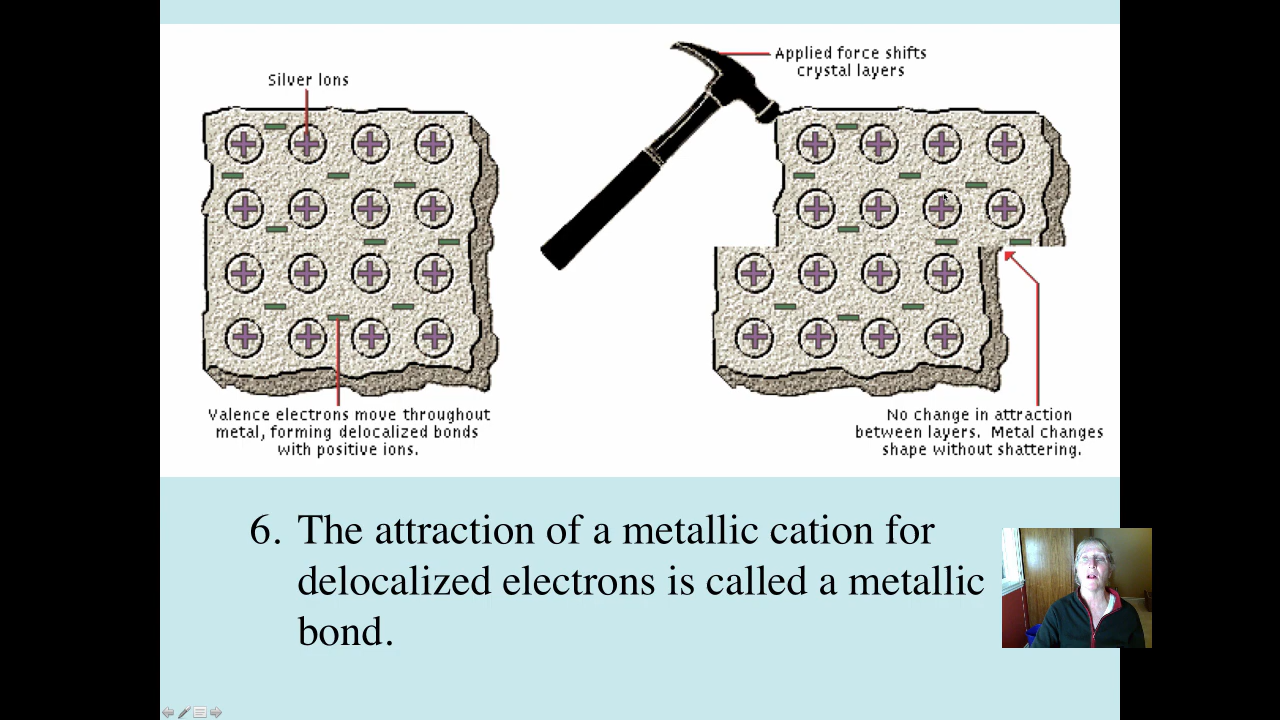 Silver Ions
Applied force shifts
crystal layers
Valence electrons move throughout
metal, forming delocalized bonds
with positive ions.
No change in attraction
between layers. Metal changes
shape without shattering.
6. The attraction of a metallic cation for
delocalized electrons is called a metallic
bond.